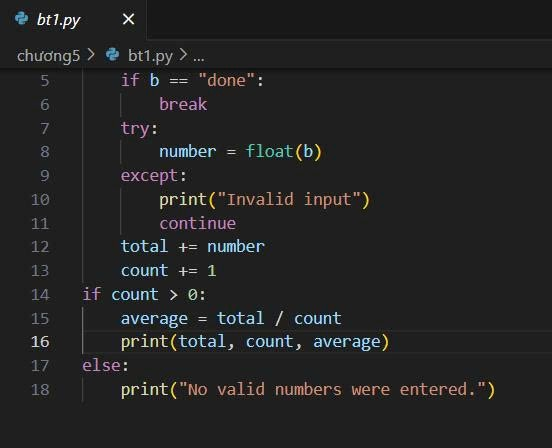 bt1.py
chương5 > bt1.py > ...
5 if b == "done":
6 break
7 try:
8 number = float(b)
9 except:
10 print("Invalid input")
11 continue
12 total += number
13 count += 1
14 if count > 0:
15 average = total / count
16 print(total, count, average)
17 else:
18 print("No valid numbers were entered.")